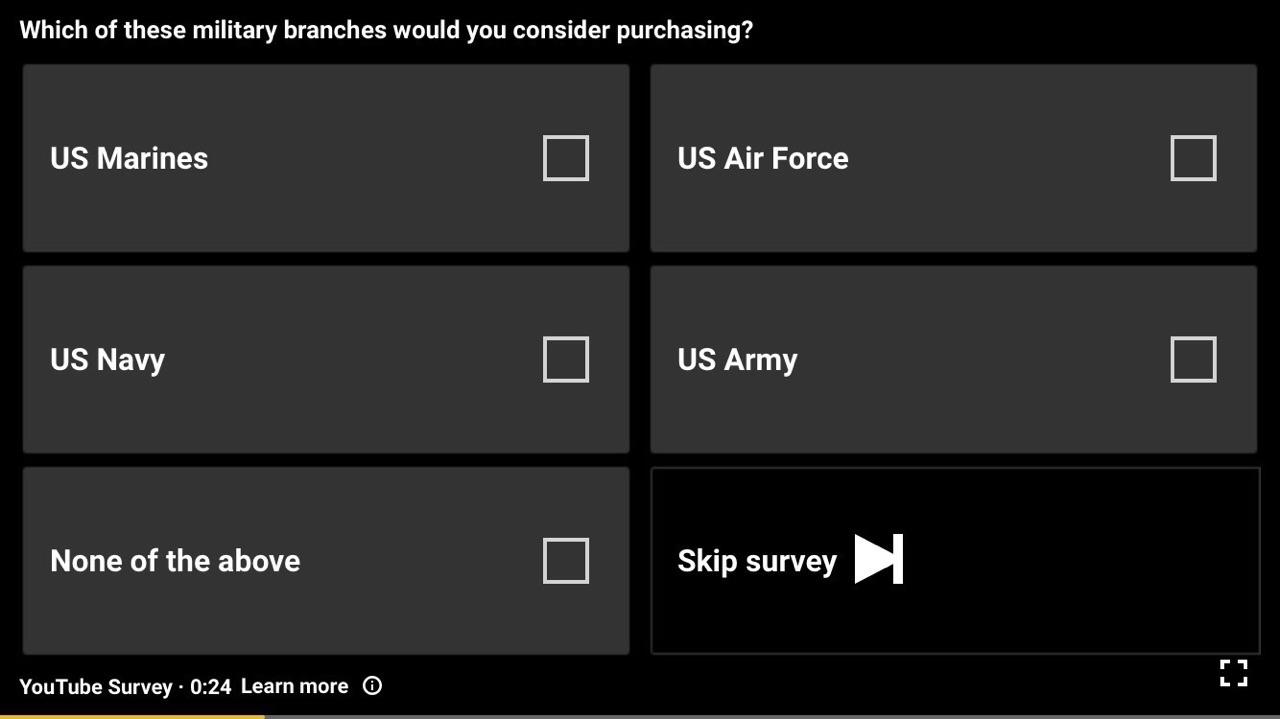 Which of these military branches would you consider purchasing?
US Marines
US Air Force
US Navy
US Army
None of the above
Skip survey
YouTube Survey · 0:24 Learn more